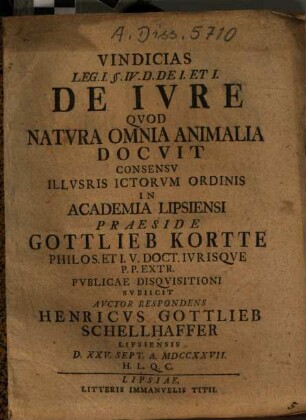 A. Diss. 5710
VINDICIAS
LEG. I. §. IV. D. DE I. ET I.
DE IVRE
QVOD
NATVRA OMNIA ANIMALIA
DOCVIT
CONSENSV
ILLVSRIS ICTORVM ORDINIS
IN
ACADEMIA LIPSIENSI
PRAESIDE
GOTTLIEB KORTTE
PHILOS. ET I. V. DOCT. IVRISQVE
P. P. EXTR.
PVBLICAE DISQVISITIONI
SVBIICIT
AVCTOR RESPONDENS
HENRICVS GOTTLIEB
SCHELLHAFFER
LIPSIENSIS
D. XXV. SEPT. A. MDCCXXVII.
H. L. Q. C.
LIPSIAE,
LITTERIS IMMANVELIS TITII.